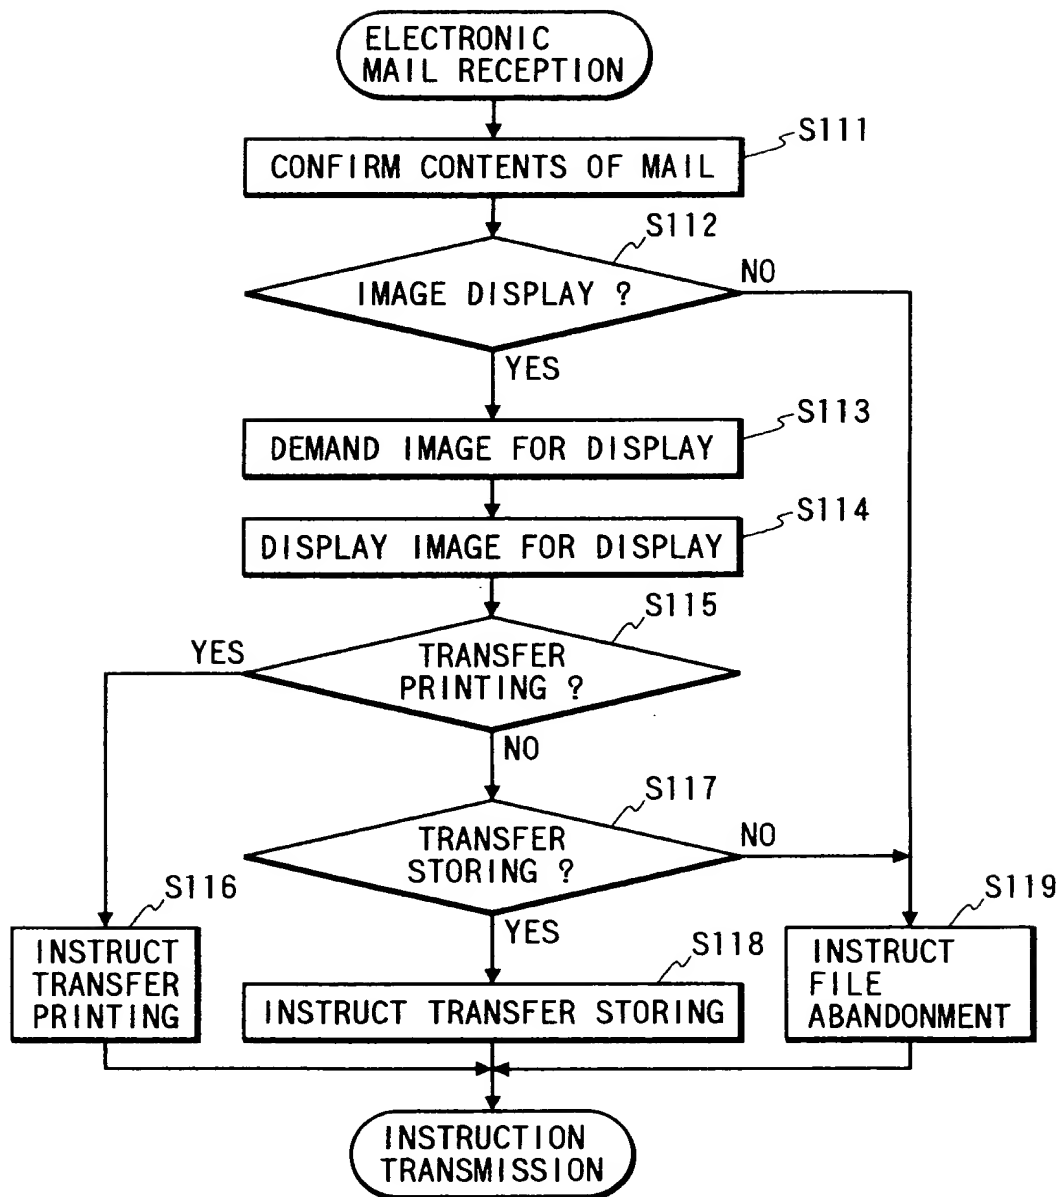 ELECTRONIC
MAIL RECEPTION
S111
CONFIRM CONTENTS OF MAIL
S112
IMAGE DISPLAY ?
NO
YES
S113
DEMAND IMAGE FOR DISPLAY
S114
DISPLAY IMAGE FOR DISPLAY
S115
YES
TRANSFER
PRINTING ?
NO
S117
TRANSFER
STORING ?
NO
YES
S116
INSTRUCT
TRANSFER
PRINTING
S118
INSTRUCT TRANSFER STORING
S119
INSTRUCT
FILE
ABANDONMENT
INSTRUCTION
TRANSMISSION